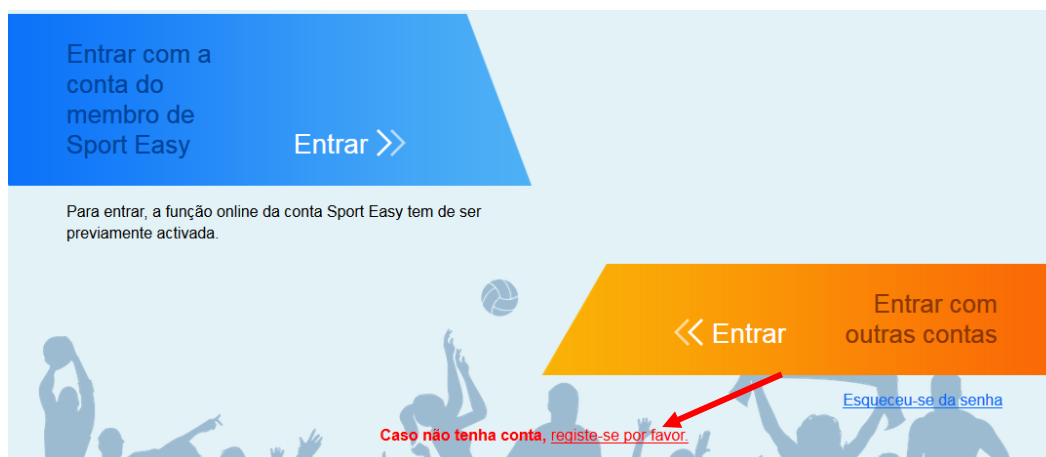 Entrar com a
conta do
membro de
Sport Easy
Entrar
Para entrar, a função online da conta Sport Easy tem de ser
previamente activada.
Entrar
Entrar com
outras contas
Esqueceu-se da senha
Caso não tenha conta, registe-se por favor.